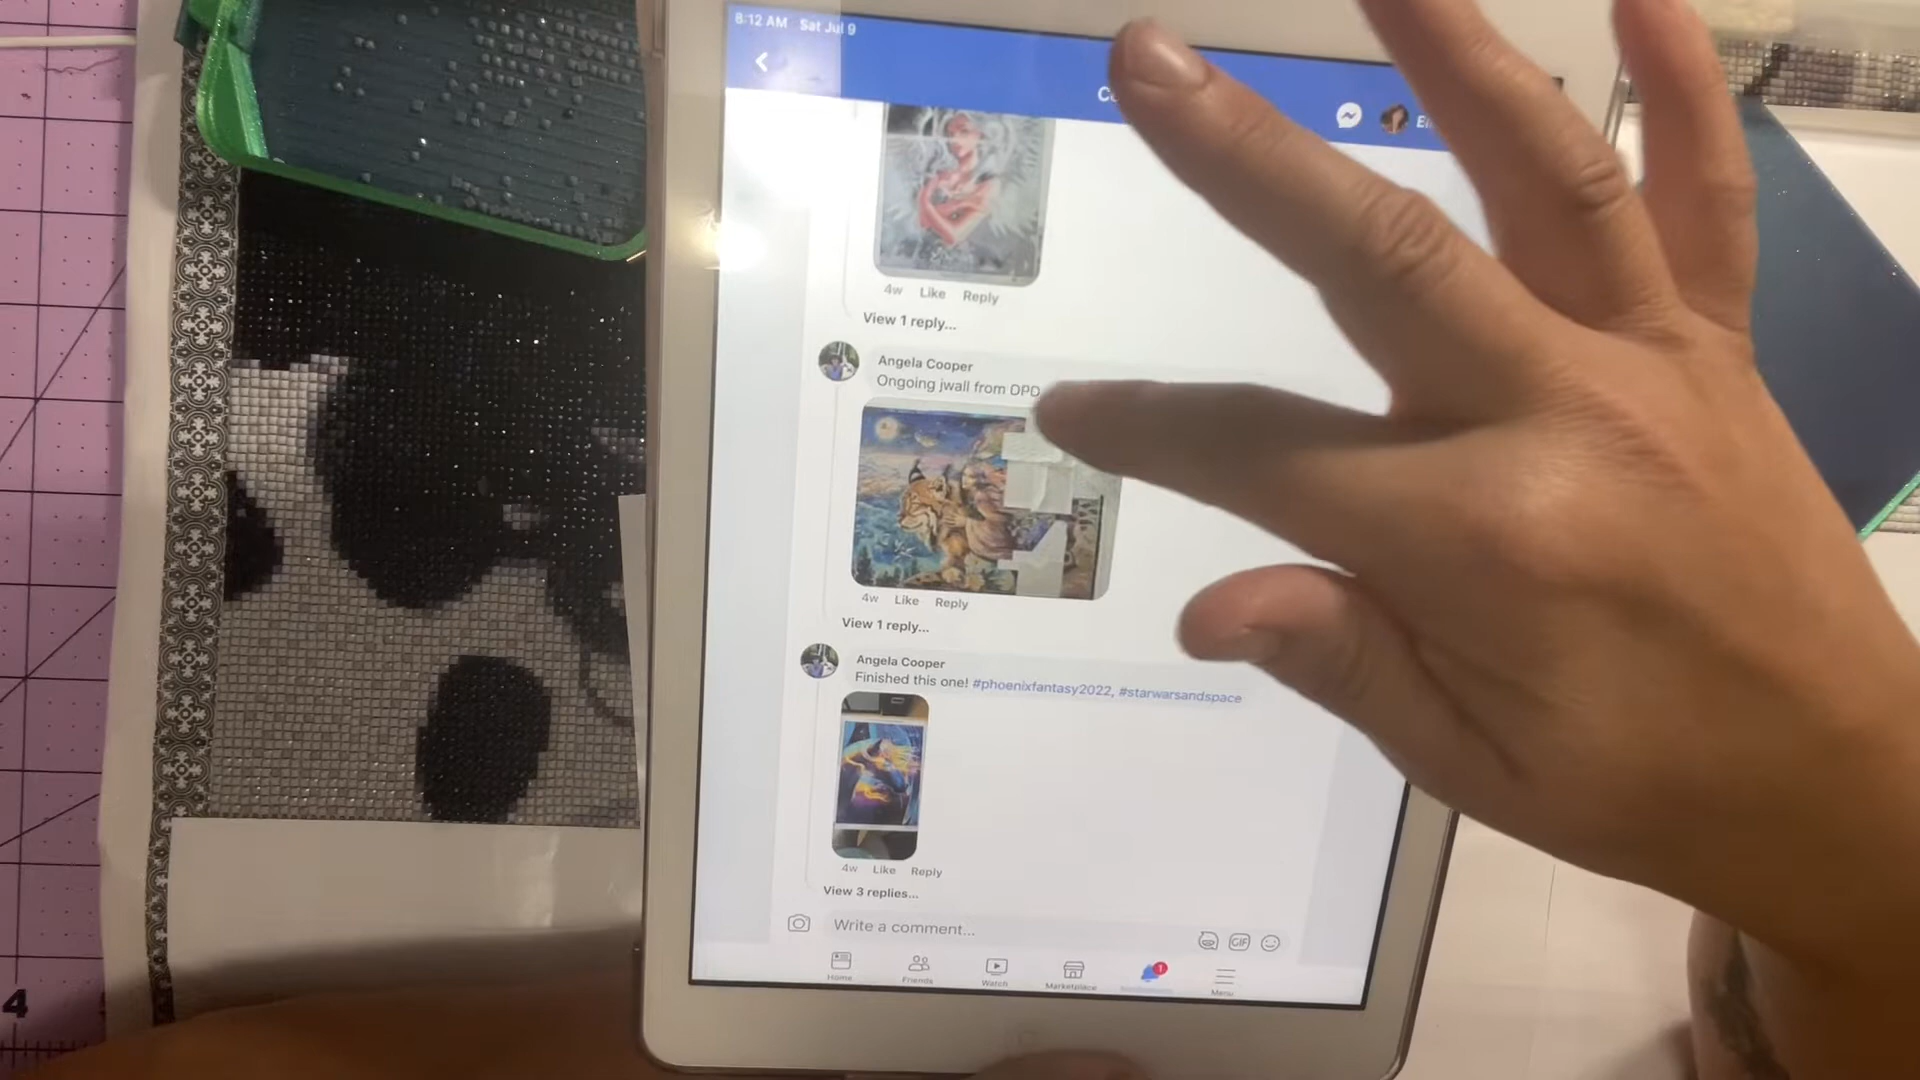 8:12 AM Sat Jul 9
4w Like Reply
View 1 reply...
Angela Cooper
Ongoing jwall from DPD
4w Like Reply
View 1 reply...
Angela Cooper
Finished this one! #phoenixfantasy2022, #starwarsandspace
4w Like Reply
View 3 replies...
Write a comment...
GIF
1
Home Friends Watch Marketplace Menu
4